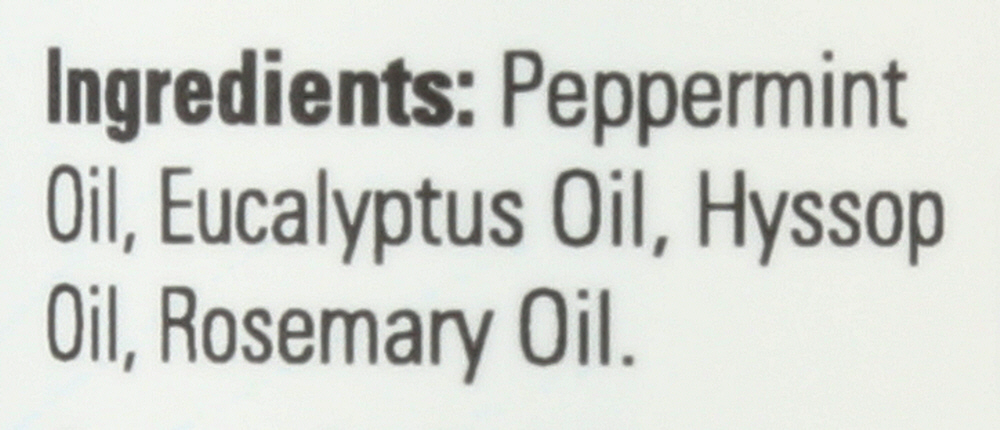 Ingredients: Peppermint
Oil, Eucalyptus Oil, Hyssop
Oil, Rosemary Oil.